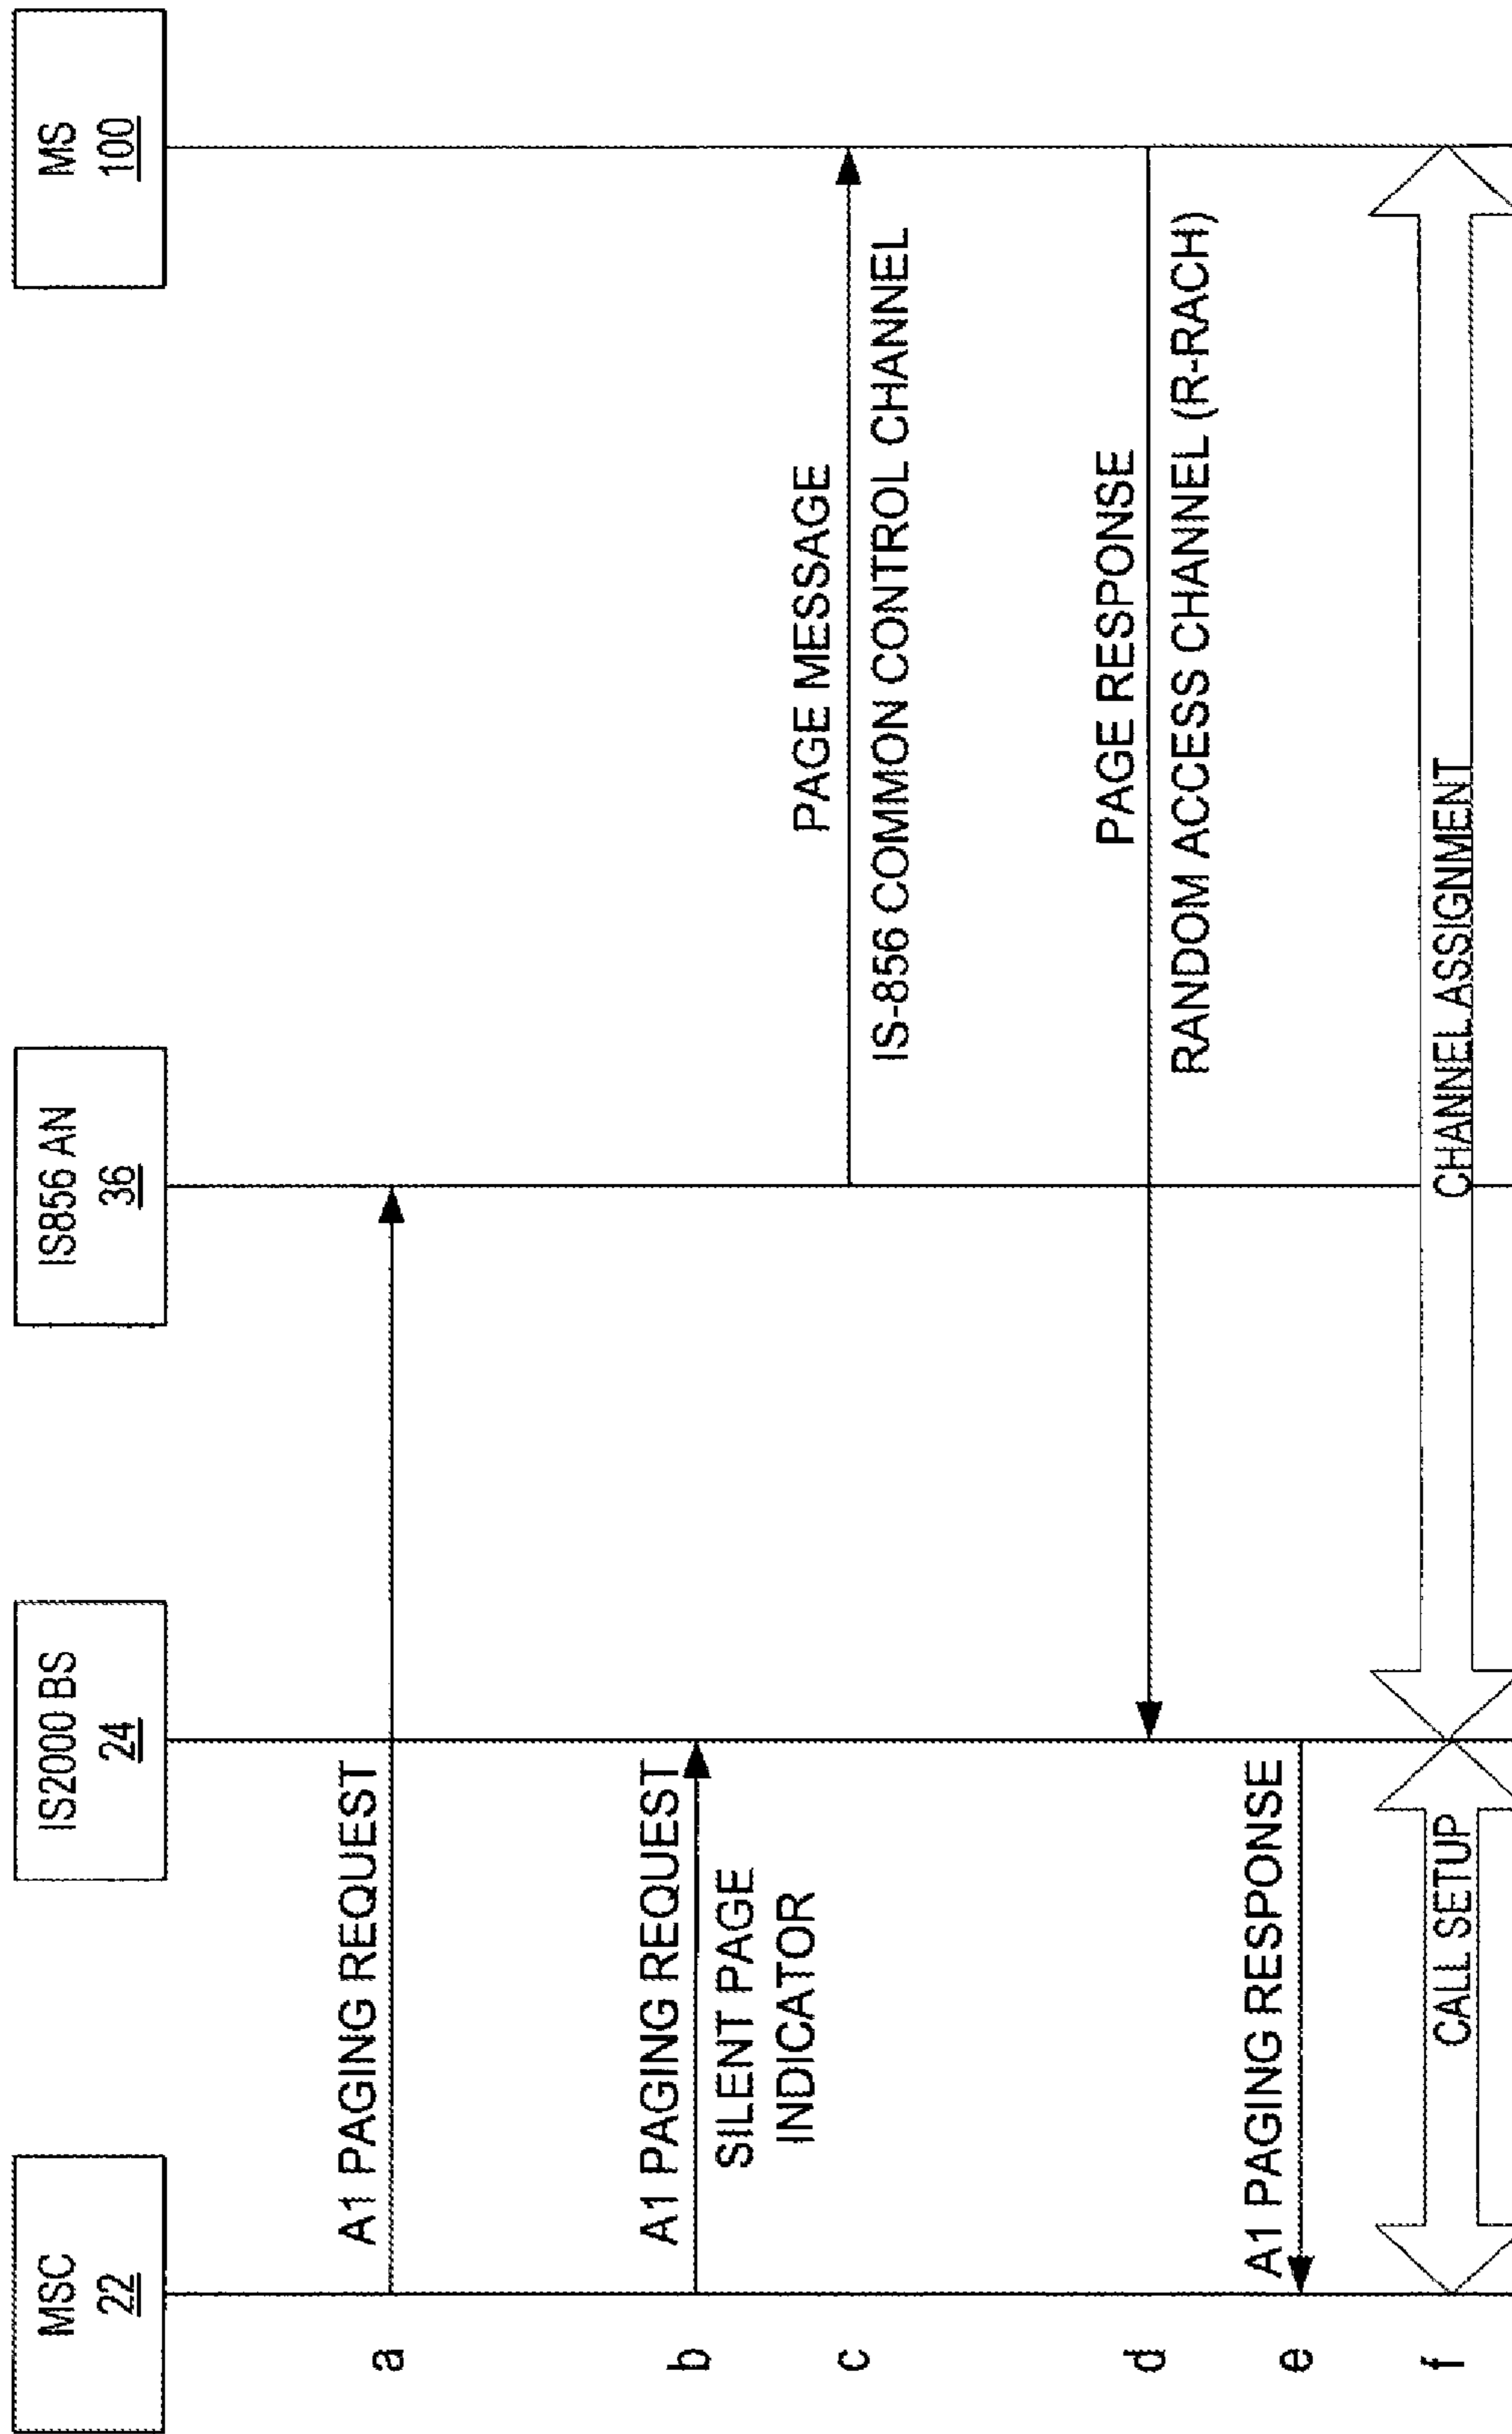 MSC
22
IS2000 BS
24
IS856 AN
36
MS
100
a
A1 PAGING REQUEST
b
A1 PAGING REQUEST
SILENT PAGE
INDICATOR
c
PAGE MESSAGE
IS-856 COMMON CONTROL CHANNEL
d
PAGE RESPONSE
RANDOM ACCESS CHANNEL (R-RACH)
e
A1 PAGING RESPONSE
f
CALL SETUP
CHANNEL ASSIGNMENT